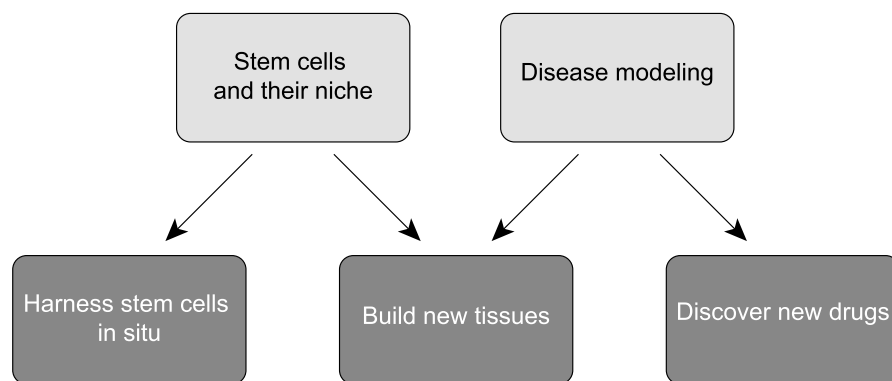 Stem cells
and their niche
Disease modeling
Harness stem cells
in situ
Build new tissues
Discover new drugs